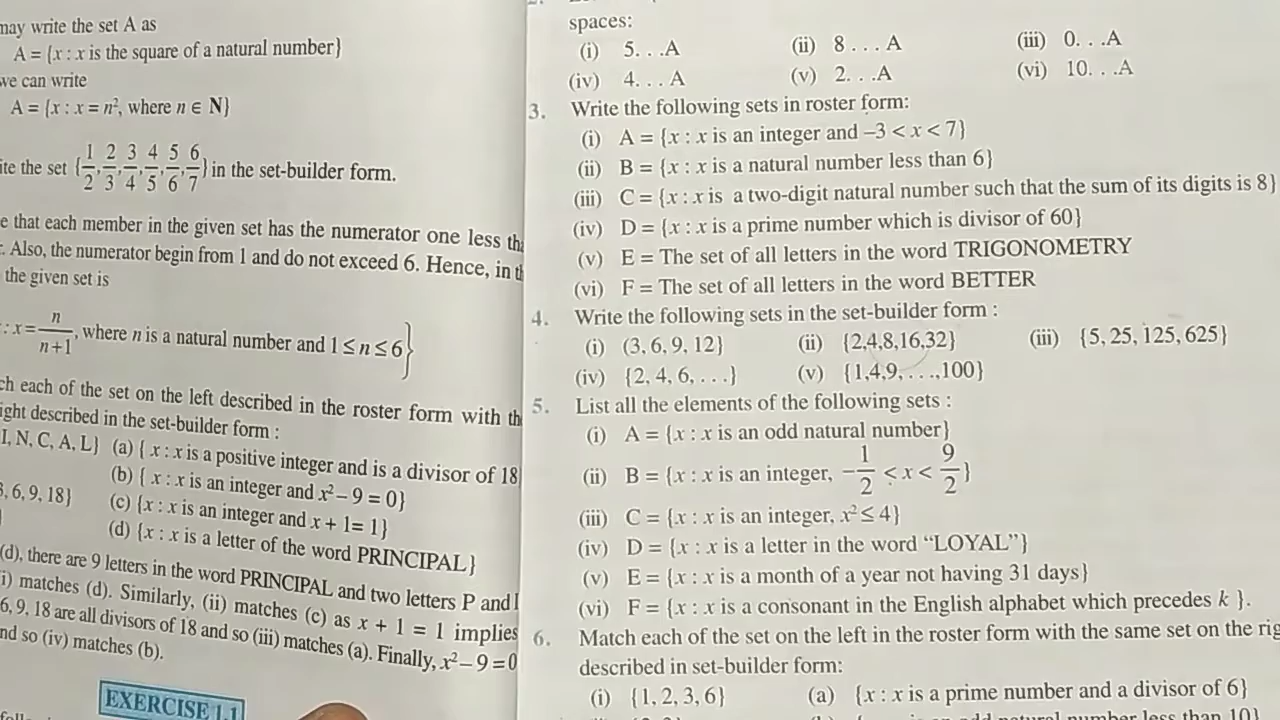 may write the set A as
A = {x : x is the square of a natural number}
we can write
A = {x : x = n², where n ∈ N}
the set {1/2, 2/3, 3/4, 4/5, 5/6, 6/7} in the set-builder form.
that each member in the given set has the numerator one less
Also, the numerator begin from 1 and do not exceed 6. Hence, in
the given set is
: x = n/(n+1), where n is a natural number and 1 ≤ n ≤ 6}
each of the set on the left described in the roster form with
described in the set-builder form :
I, N, C, A, L} (a) { x : x is a positive integer and is a divisor of 18
(b) { x : x is an integer and x² – 9 = 0}
, 6, 9, 18} (c) {x : x is an integer and x + 1= 1}
(d) {x : x is a letter of the word PRINCIPAL}
(d), there are 9 letters in the word PRINCIPAL and two letters P and I
i) matches (d). Similarly, (ii) matches (c) as x + 1 = 1 implies
6, 9, 18 are all divisors of 18 and so (iii) matches (a). Finally, x² – 9 = 0
so (iv) matches (b).
EXERCISE 1.1
spaces:
(i) 5. . .A (ii) 8 . . . A (iii) 0. . .A
(iv) 4. . . A (v) 2. . .A (vi) 10. . .A
3. Write the following sets in roster form:
(i) A = {x : x is an integer and –3 < x < 7}
(ii) B = {x : x is a natural number less than 6}
(iii) C = {x : x is a two-digit natural number such that the sum of its digits is 8}
(iv) D = {x : x is a prime number which is divisor of 60}
(v) E = The set of all letters in the word TRIGONOMETRY
(vi) F = The set of all letters in the word BETTER
4. Write the following sets in the set-builder form :
(i) (3, 6, 9, 12} (ii) {2,4,8,16,32} (iii) {5, 25, 125, 625}
(iv) {2, 4, 6, . . .} (v) {1,4,9, . . .,100}
5. List all the elements of the following sets :
(i) A = {x : x is an odd natural number}
(ii) B = {x : x is an integer, –1/2 < x < 9/2}
(iii) C = {x : x is an integer, x² ≤ 4}
(iv) D = {x : x is a letter in the word “LOYAL”}
(v) E = {x : x is a month of a year not having 31 days}
(vi) F = {x : x is a consonant in the English alphabet which precedes k }.
6. Match each of the set on the left in the roster form with the same set on the
described in set-builder form:
(i) {1, 2, 3, 6} (a) {x : x is a prime number and a divisor of 6}
natural number less than 10}